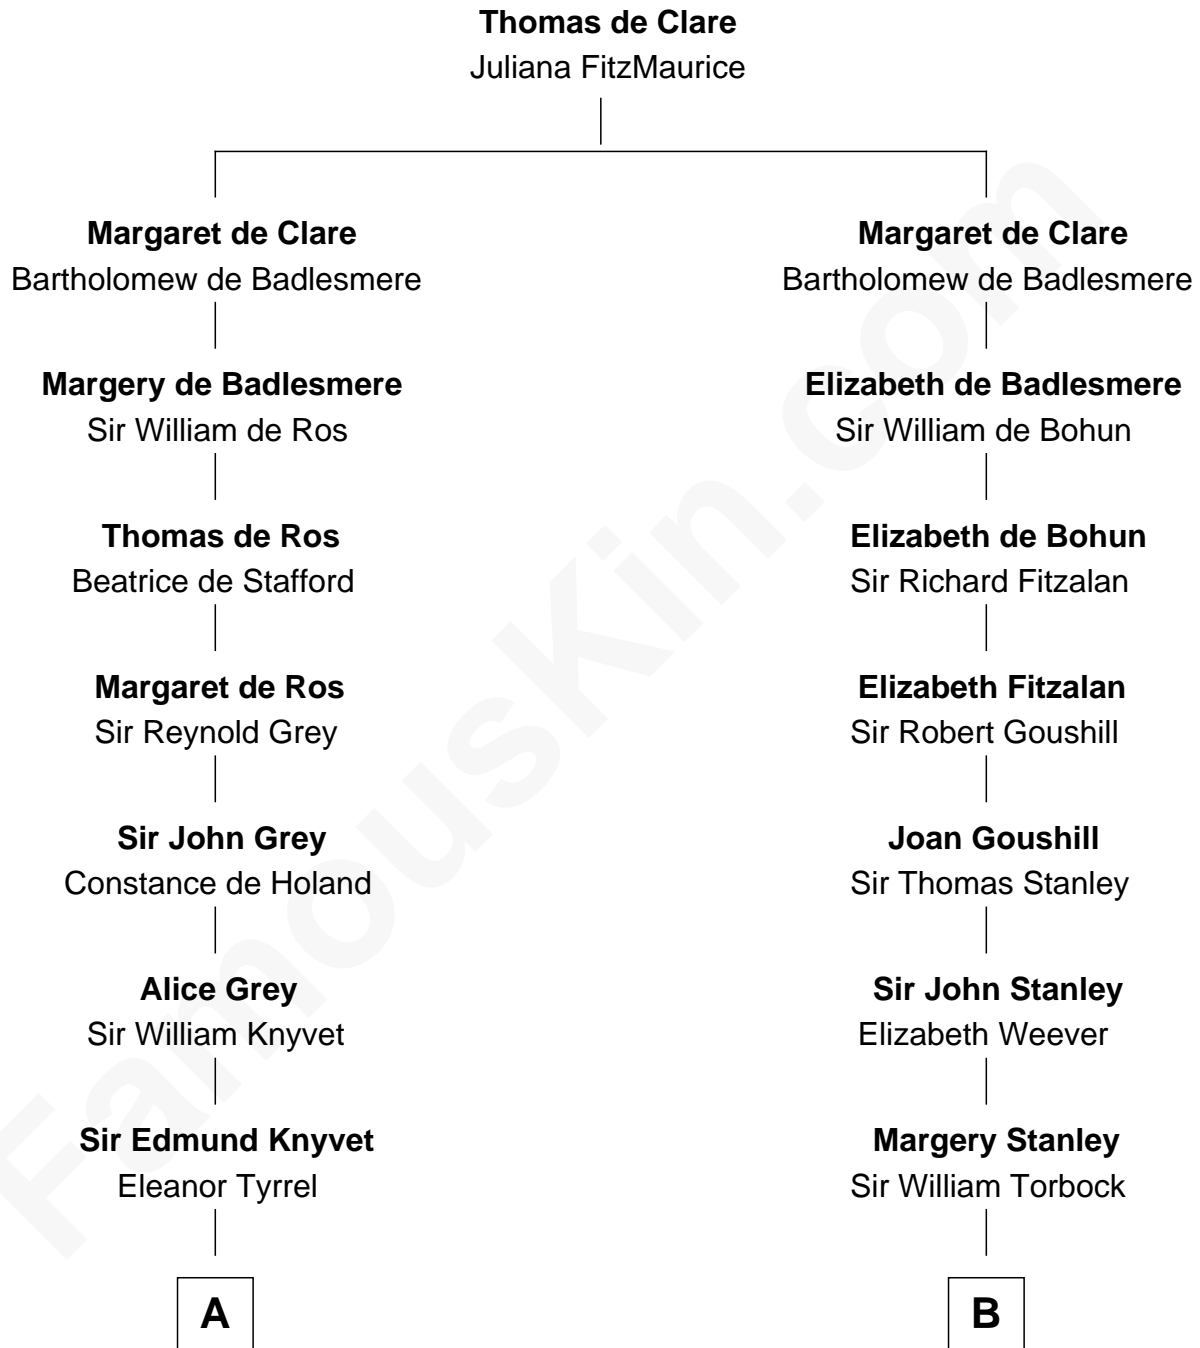 Thomas de Clare
Juliana FitzMaurice
Margaret de Clare
Bartholomew de Badlesmere
Margery de Badlesmere
Sir William de Ros
Thomas de Ros
Beatrice de Stafford
Margaret de Ros
Sir Reynold Grey
Sir John Grey
Constance de Holand
Alice Grey
Sir William Knyvet
Sir Edmund Knyvet
Eleanor Tyrrel
A
Margaret de Clare
Bartholomew de Badlesmere
Elizabeth de Badlesmere
Sir William de Bohun
Elizabeth de Bohun
Sir Richard Fitzalan
Elizabeth Fitzalan
Sir Robert Goushill
Joan Goushill
Sir Thomas Stanley
Sir John Stanley
Elizabeth Weever
Margery Stanley
Sir William Torbock
B
FamousKin.com